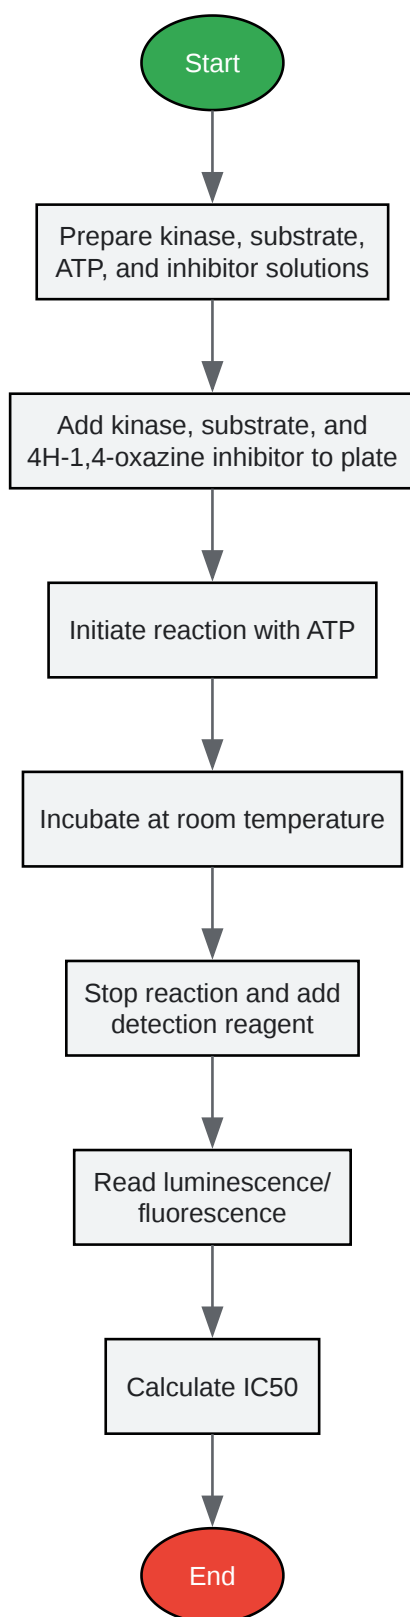 Start
Prepare kinase, substrate,
ATP, and inhibitor solutions
Add kinase, substrate, and
4H-1,4-oxazine inhibitor to plate
Initiate reaction with ATP
Incubate at room temperature
Stop reaction and add
detection reagent
Read luminescence/
fluorescence
Calculate IC50
End